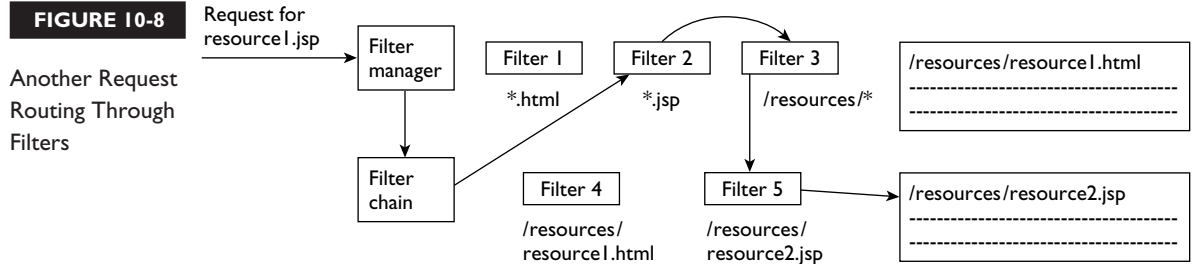 FIGURE 10-8
Another Request
Routing Through
Filters
Request for
resource1.jsp
Filter
manager
Filter 1
*.html
Filter 2
*.jsp
Filter 3
/resources/*
/resources/resource1.html
Filter
chain
Filter 4
/resources/
resource1.html
Filter 5
/resources/
resource2.jsp
/resources/resource2.jsp